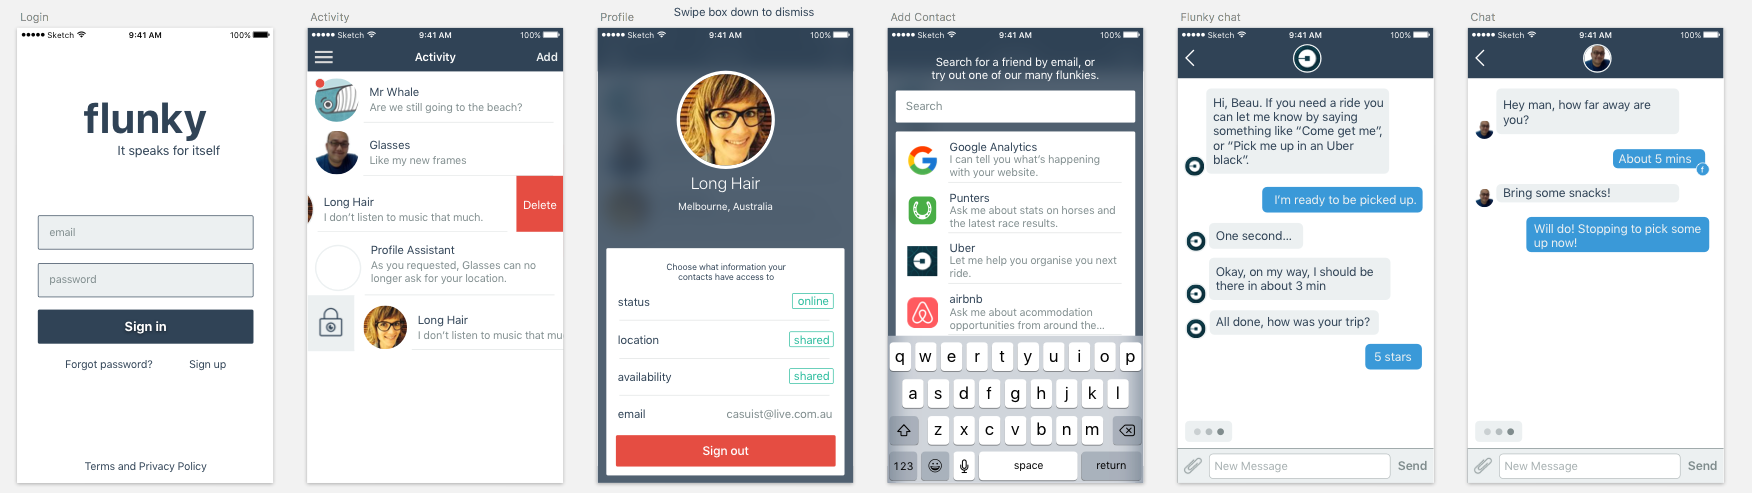 Login
Sketch 9:41 AM 100%
flunky
It speaks for itself
email
password
Sign in
Forgot password? Sign up
Terms and Privacy Policy
Activity
Sketch 9:41 AM 100%
Activity Add
Mr Whale
Are we still going to the beach?
Glasses
Like my new frames
Long Hair
I don't listen to music that much.
Delete
Profile Assistant
As you requested, Glasses can no
longer ask for your location.
Long Hair
I don't listen to music that mu
Profile
Swipe box down to dismiss
Sketch 9:41 AM 100%
Long Hair
Melbourne, Australia
Choose what information your
contacts have access to
status online
location shared
availability shared
email casuist@live.com.au
Sign out
Add Contact
Sketch 9:41 AM 100%
Search for a friend by email, or
try out one of our many flunkies.
Search
Google Analytics
I can tell you what's happening
with your website.
Punters
Ask me about stats on horses and
the latest race results.
Uber
Let me help you organise you next
ride.
airbnb
Ask me about acommodation
opportunities from around the...
q w e r t y u i o p
a s d f g h j k l
z x c v b n m
123 space return
Flunky chat
Sketch 9:41 AM 100%
Hi, Beau. If you need a ride you
can let me know by saying
something like “Come get me”,
or “Pick me up in an Uber
black”.
I'm ready to be picked up.
One second...
Okay, on my way, I should be
there in about 3 min
All done, how was your trip?
5 stars
New Message Send
Chat
Sketch 9:41 AM 100%
Hey man, how far away are
you?
About 5 mins
f
Bring some snacks!
Will do! Stopping to pick some
up now!
New Message Send